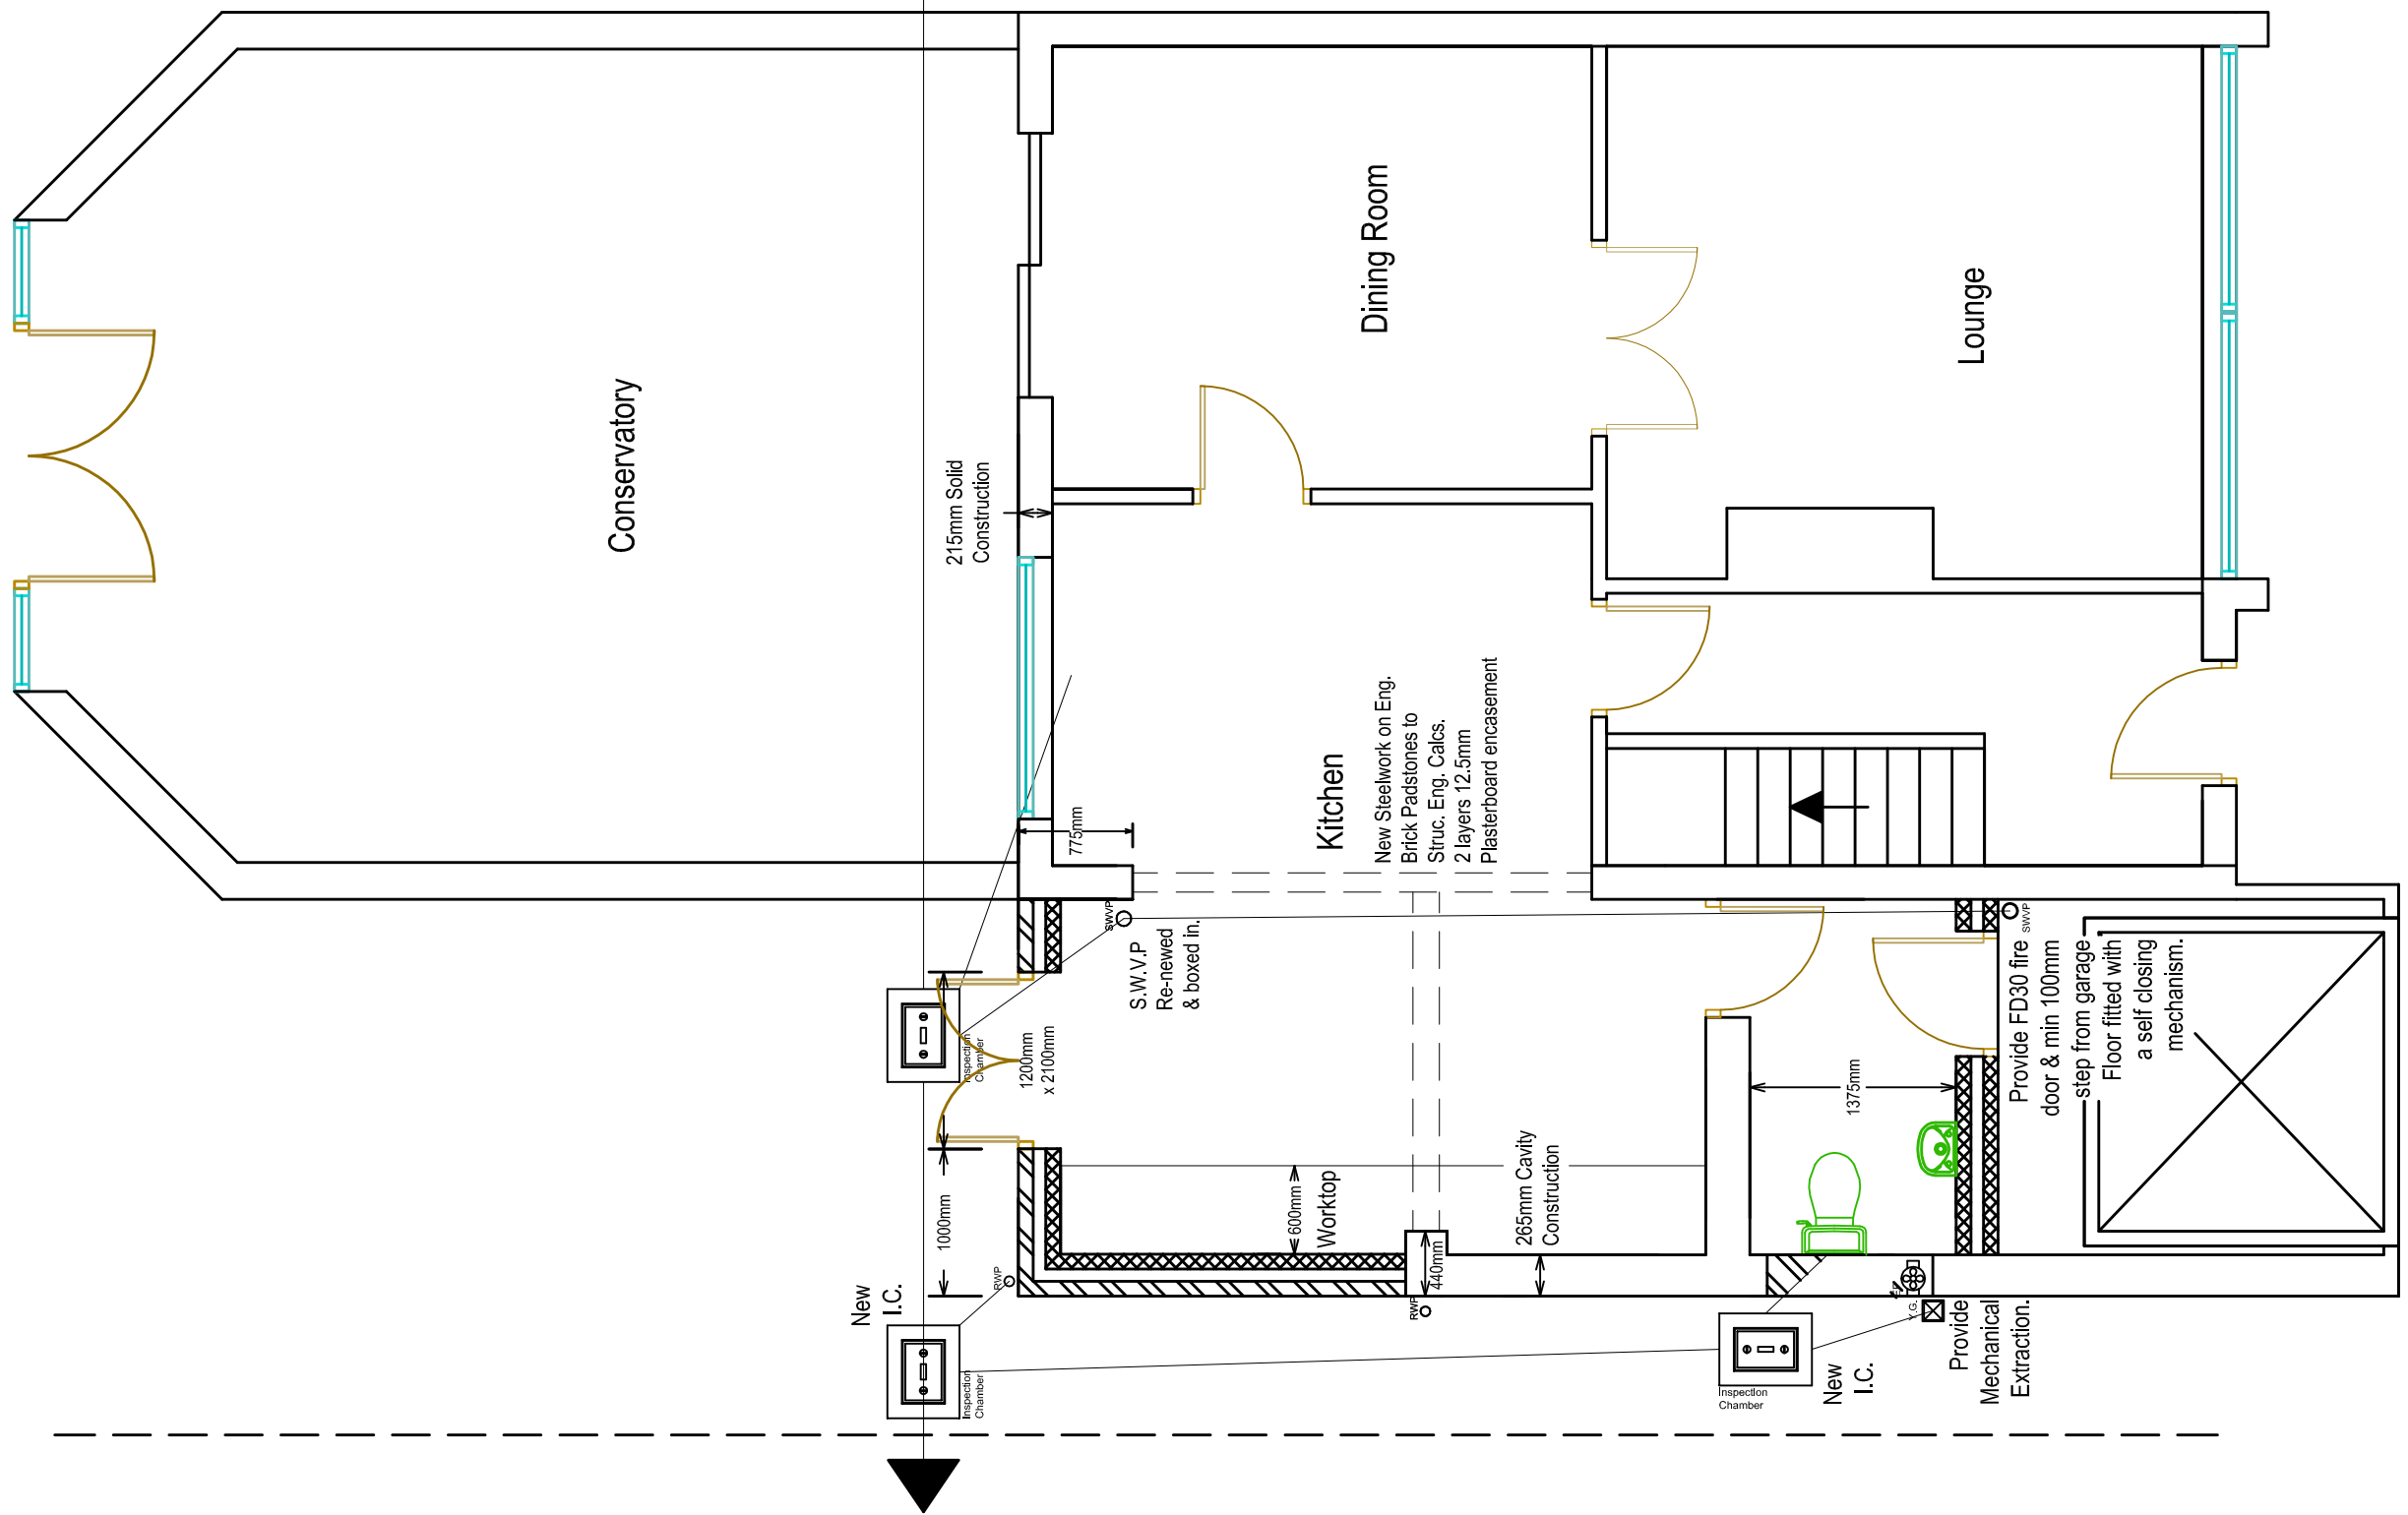 Conservatory
Dining Room
Lounge
215mm Solid
Construction
Kitchen
New Steelwork on Eng.
Brick Padstones to
Struc. Eng. Calcs.
2 layers 12.5mm
Plasterboard encasement
775mm
SWVP
S.W.V.P
Re-newed
& boxed in.
SWVP
Provide FD30 fire
door & min 100mm
step from garage
Floor fitted with
a self closing
mechanism.
Inspection
Chamber
1200mm
x 2100mm
1375mm
1000mm
600mm
Worktop
265mm Cavity
Construction
440mm
RWP
RWP
New
I.C.
Inspection
Chamber
Inspection
Chamber
New
I.C.
Y.G.
Provide
Mechanical
Extraction.